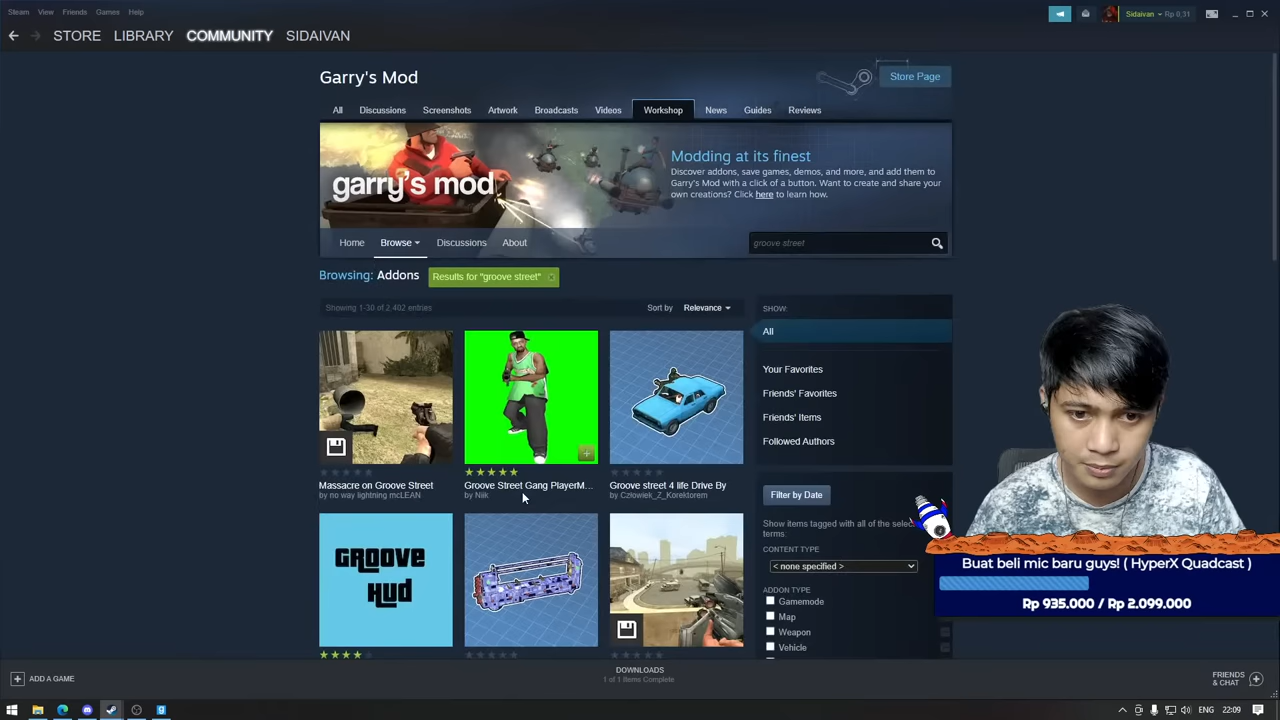 Steam View Friends Games Help
Sidaivan Rp 0,31
STORE LIBRARY COMMUNITY SIDAIVAN
Garry's Mod
Store Page
All Discussions Screenshots Artwork Broadcasts Videos Workshop News Guides Reviews
garry's mod
Modding at its finest
Discover addons, save games, demos, and more, and add them to
Garry's Mod with a click of a button. Want to create and share your
own creations? Click here to learn how.
Home Browse Discussions About
groove street
Browsing: Addons
Results for "groove street"
Showing 1-30 of 2,402 entries
Sort by Relevance
SHOW:
All
Your Favorites
Friends' Favorites
Friends' Items
Followed Authors
Massacre on Groove Street
by no way lightning mcLEAN
Groove Street Gang PlayerM...
by Niik
Groove street 4 life Drive By
by Człowiek_Z_Korektorem
Filter by Date
Show items tagged with all of the selec
terms:
CONTENT TYPE
< none specified >
ADDON TYPE
Gamemode
Map
Weapon
Vehicle
GROOVE
HUD
Buat beli mic baru guys! ( HyperX Quadcast )
Rp 935.000 / Rp 2.099.000
ADD A GAME
DOWNLOADS
1 of 1 Items Complete
FRIENDS
& CHAT
ENG 22:09